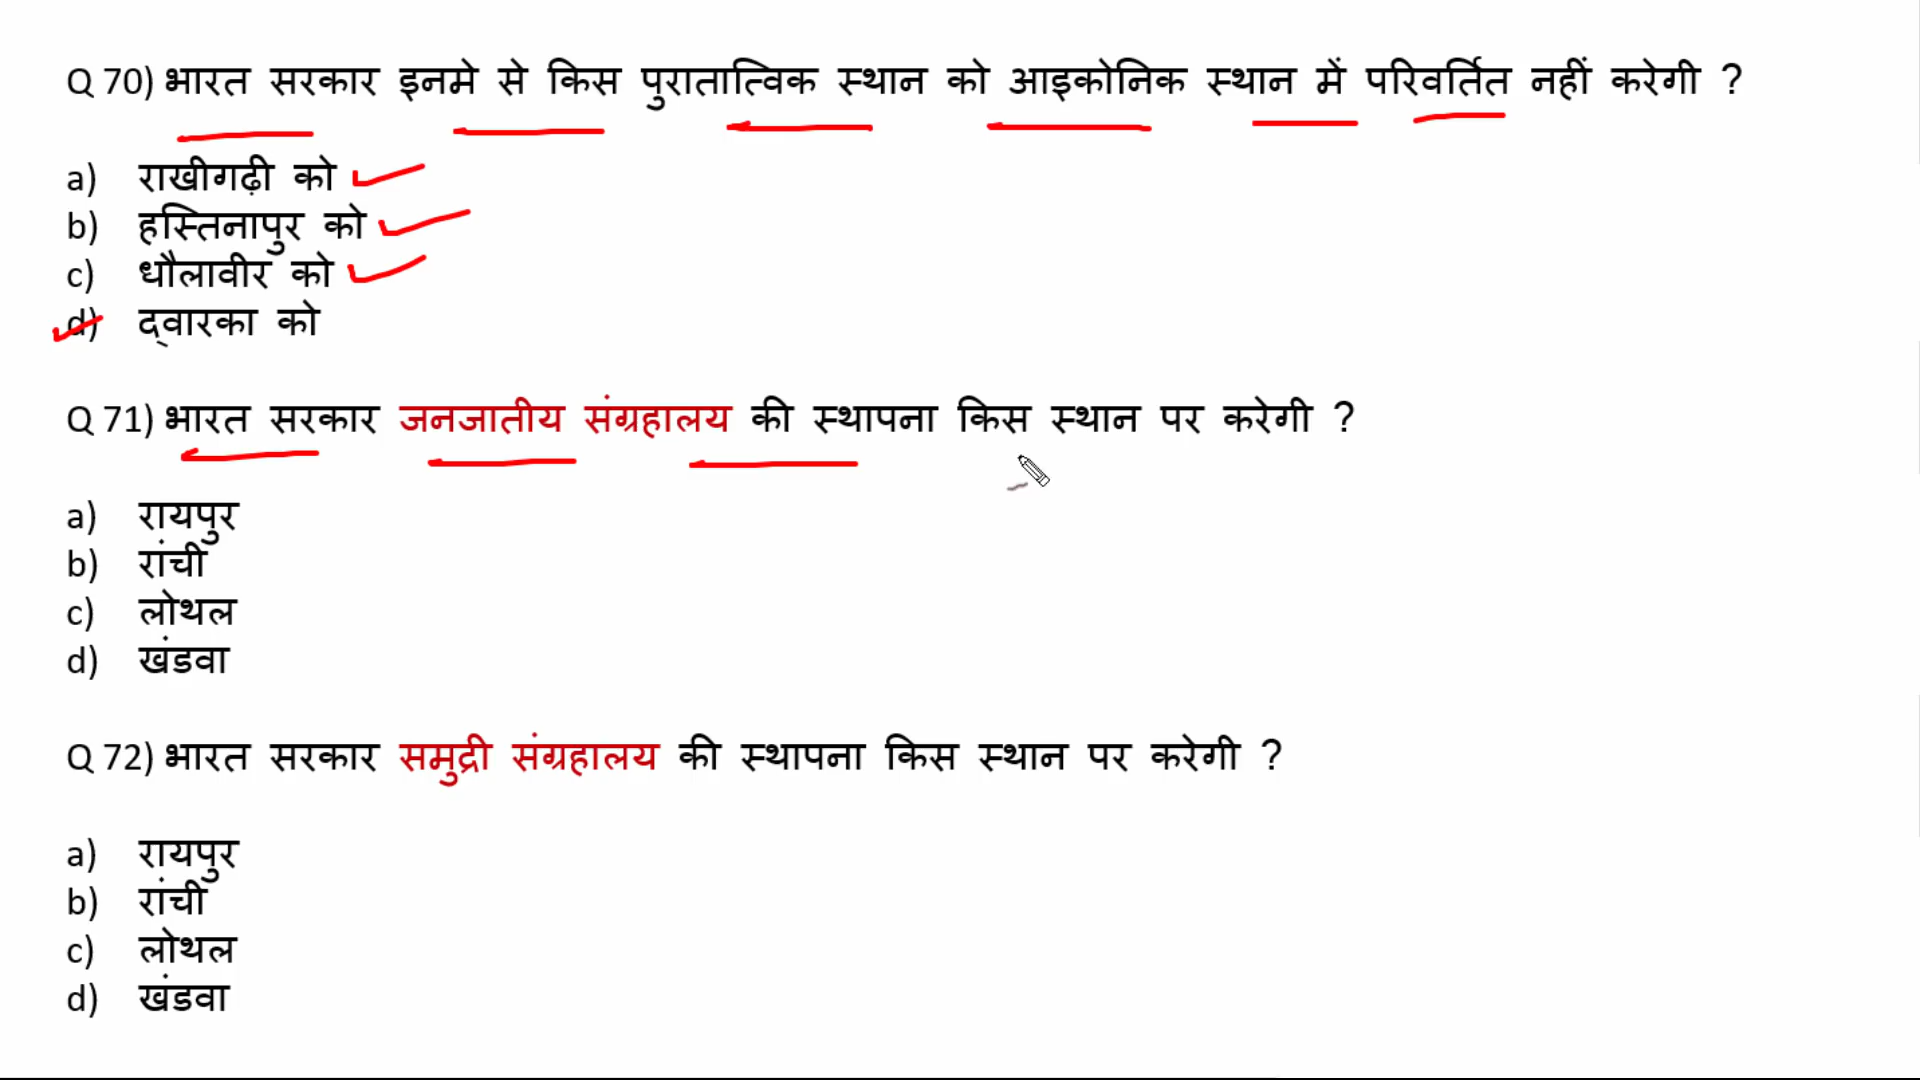 Q 70) भारत सरकार इनमे से किस पुरातात्विक स्थान को आइकोनिक स्थान में परिवर्तित नहीं करेगी ?
a) राखीगढ़ी को
b) हस्तिनापुर को
c) धौलावीर को
d) द्वारका को
Q 71) भारत सरकार जनजातीय संग्रहालय की स्थापना किस स्थान पर करेगी ?
a) रायपुर
b) रांची
c) लोथल
d) खंडवा
Q 72) भारत सरकार समुद्री संग्रहालय की स्थापना किस स्थान पर करेगी ?
a) रायपुर
b) रांची
c) लोथल
d) खंडवा